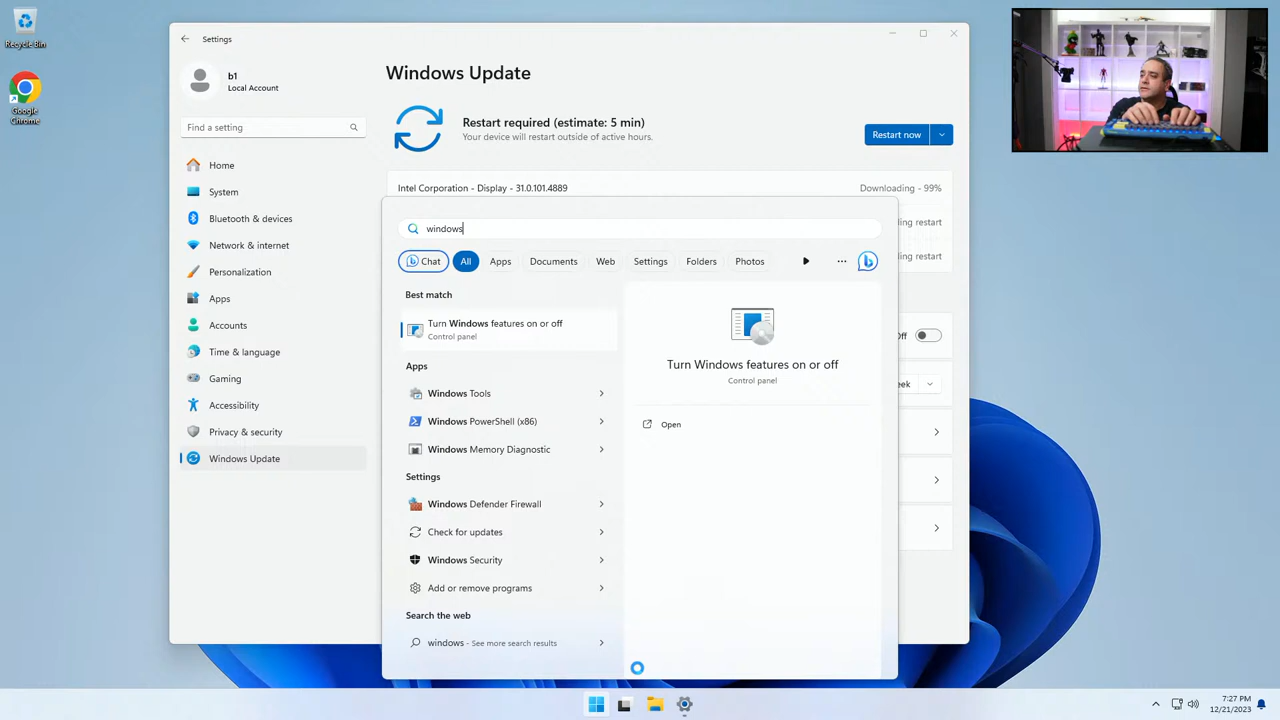 Recycle Bin
Google
Chrome
Settings
b1
Local Account
Find a setting
Home
System
Bluetooth & devices
Network & internet
Personalization
Apps
Accounts
Time & language
Gaming
Accessibility
Privacy & security
Windows Update
Windows Update
Restart required (estimate: 5 min)
Your device will restart outside of active hours.
Restart now
Intel Corporation - Display - 31.0.101.4889
Downloading - 99%
restart
restart
windows
Chat
All
Apps
Documents
Web
Settings
Folders
Photos
Best match
Turn Windows features on or off
Control panel
Apps
Windows Tools
Windows PowerShell (x86)
Windows Memory Diagnostic
Settings
Windows Defender Firewall
Check for updates
Windows Security
Add or remove programs
Search the web
windows - See more search results
Turn Windows features on or off
Control panel
Open
7:27 PM
12/21/2023